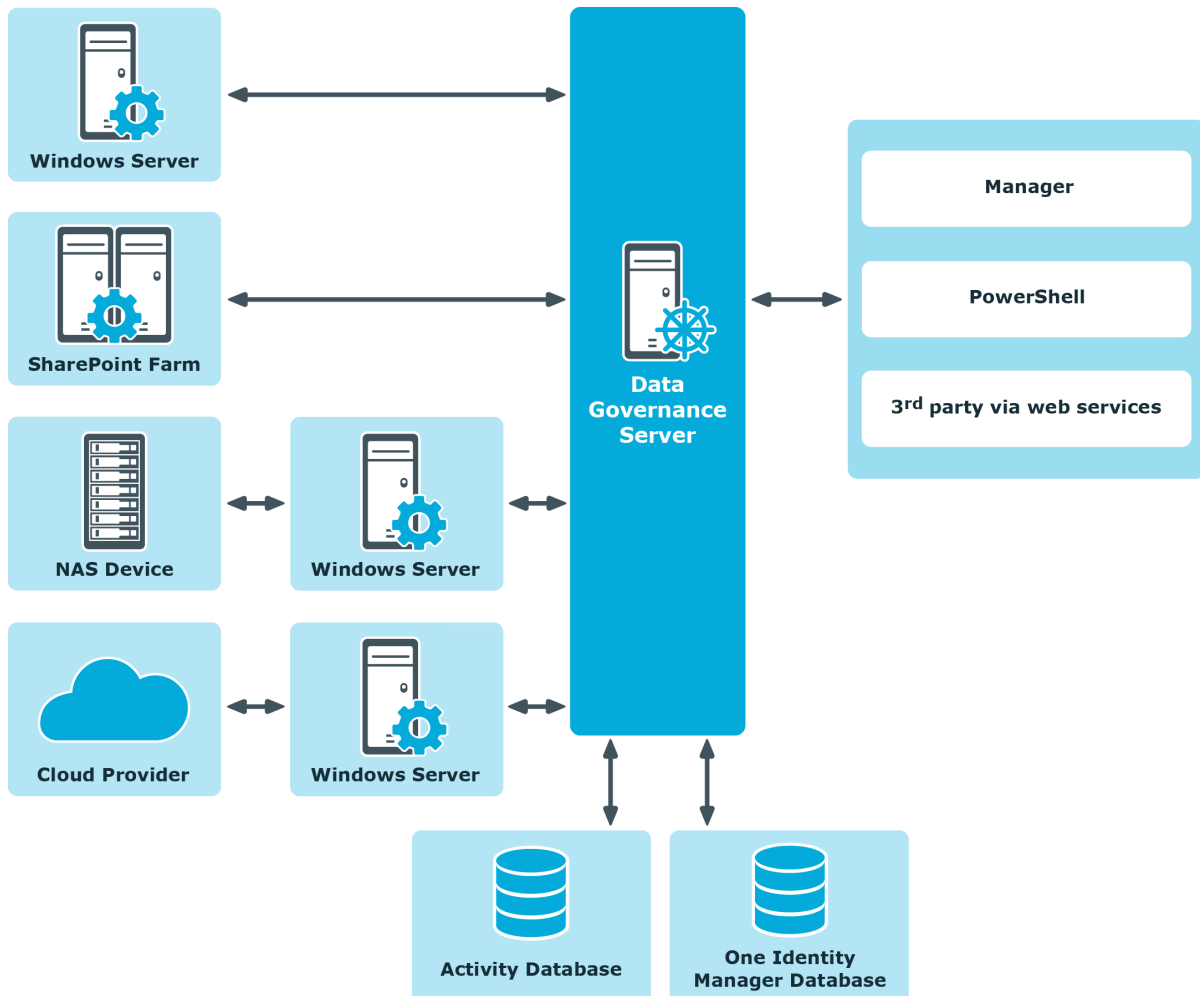 Windows Server
SharePoint Farm
NAS Device
Windows Server
Cloud Provider
Windows Server
Data
Governance
Server
Manager
PowerShell
3rd party via web services
Activity Database
One Identity
Manager Database